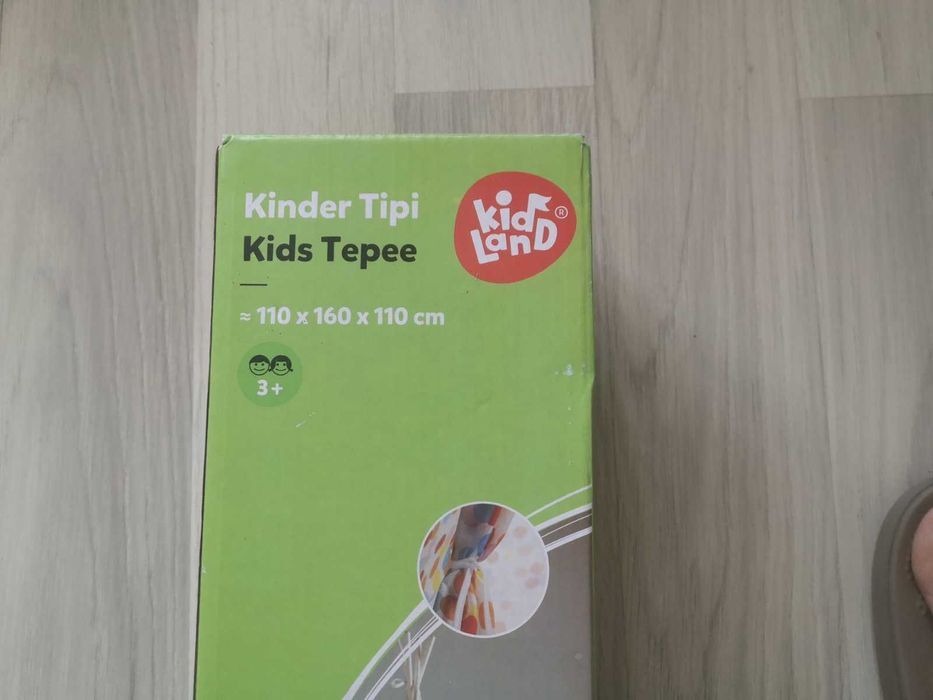 Kinder Tipi
Kids Tepee
kid
LanD ®
≈ 110 x 160 x 110 cm
3+